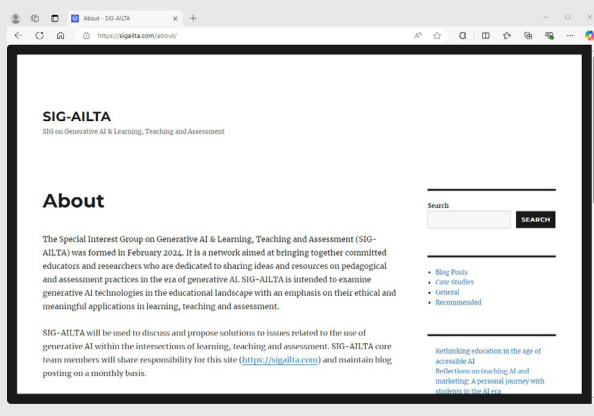 About - SIG-AILTA
https://sigailta.com/about/
SIG-AILTA
SIG on Generative AI & Learning, Teaching and Assessment
About
The Special Interest Group on Generative AI & Learning, Teaching and Assessment (SIG-
AILTA) was formed in February 2024. It is a network aimed at bringing together committed
educators and researchers who are dedicated to sharing ideas and resources on pedagogical
and assessment practices in the era of generative AI. SIG-AILTA is intended to examine
generative AI technologies in the educational landscape with an emphasis on their ethical and
meaningful applications in learning, teaching and assessment.
SIG-AILTA will be used to discuss and propose solutions to issues related to the use of
generative AI within the intersections of learning, teaching and assessment. SIG-AILTA core
team members will share responsibility for this site (https://sigailta.com) and maintain blog
posting on a monthly basis.
Search
SEARCH
Blog Posts
Case Studies
General
Recommended
Rethinking education in the age of
accessible AI
Reflections on teaching AI and
marketing: A personal journey with
students in the AI era